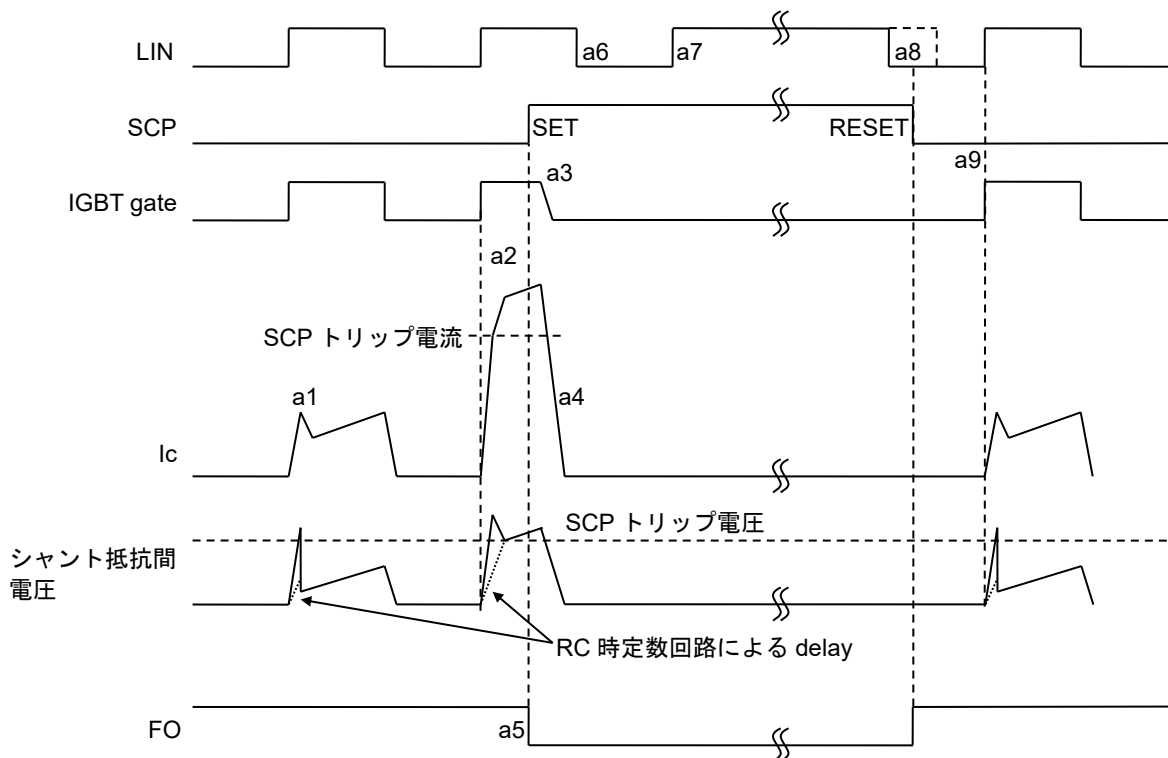 LIN
a6
a7
a8
SCP
SET
RESET
a9
a3
IGBT gate
a2
SCP トリップ電流
a1
a4
Ic
SCP トリップ電圧
シャント抵抗間
電圧
RC 時定数回路による delay
FO
a5